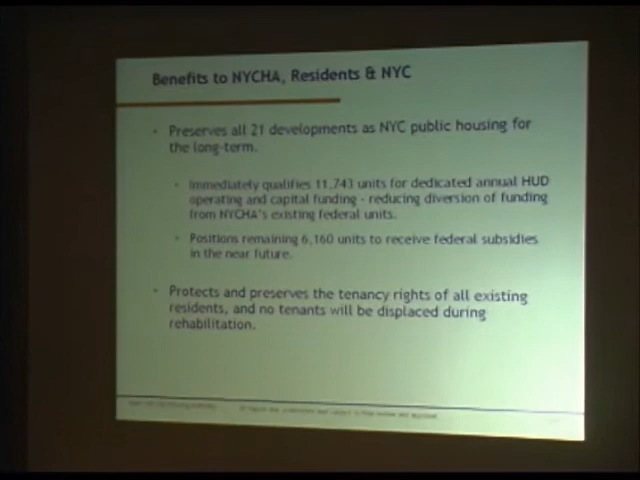 Benefits to NYCHA, Residents & NYC
• Preserves all 21 developments as NYC public housing for
the long-term.
• Immediately qualifies 11,743 units for dedicated annual HUD
operating and capital funding - reducing diversion of funding
from NYCHA's existing federal units.
• Positions remaining 6,160 units to receive federal subsidies
in the near future.
• Protects and preserves the tenancy rights of all existing
residents, and no tenants will be displaced during
rehabilitation.